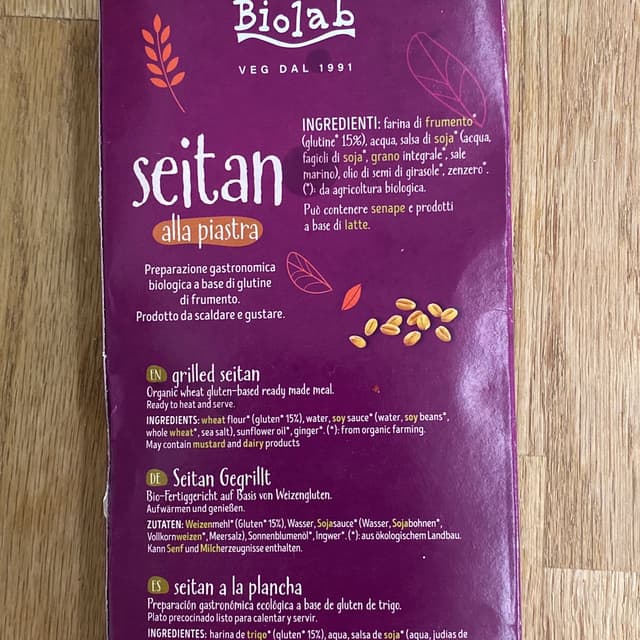 Biolab
VEG DAL 1991
seitan
alla piastra
Preparazione gastronomica
biologica a base di glutine
di frumento.
Prodotto da scaldare e gustare.
INGREDIENTI: farina di frumento*
(glutine* 15%), acqua, salsa di soja* (acqua,
fagioli di soja*, grano integrale*, sale
marino), olio di semi di girasole*, zenzero*.
(*): da agricoltura biologica.
Può contenere senape e prodotti
a base di latte.
EN grilled seitan
Organic wheat gluten-based ready made meal.
Ready to heat and serve.
INGREDIENTS: wheat flour* (gluten* 15%), water, soy sauce* (water, soy beans*,
whole wheat*, sea salt), sunflower oil*, ginger*. (*): from organic farming.
May contain mustard and dairy products
DE Seitan Gegrillt
Bio-Fertiggericht auf Basis von Weizengluten.
Aufwärmen und genießen.
ZUTATEN: Weizenmehl* (Gluten* 15%), Wasser, Sojasauce* (Wasser, Sojabohnen*,
Vollkornweizen*, Meersalz), Sonnenblumenöl*, Ingwer*. (*): aus ökologischem Landbau.
Kann Senf und Milcherzeugnisse enthalten.
ES seitan a la plancha
Preparación gastronómica ecológica a base de gluten de trigo.
Plato precocinado listo para calentar y servir.
INGREDIENTES: harina de trigo* (gluten* 15%), aqua, salsa de soja* (aqua, judías de